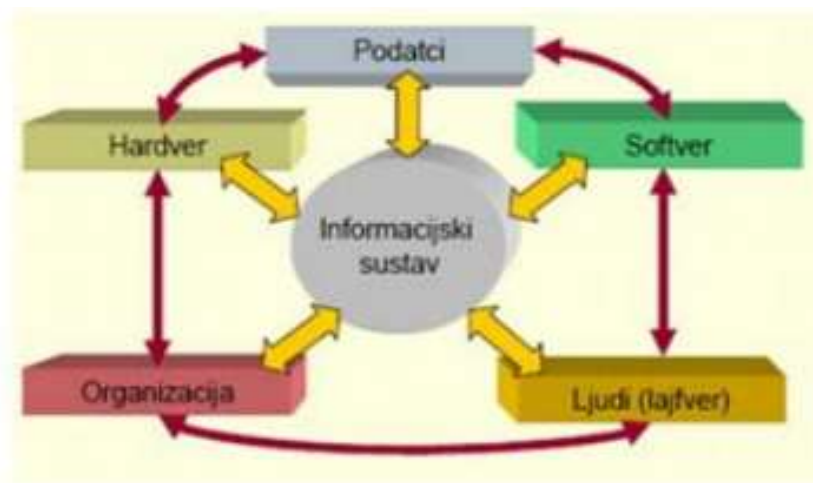 Podatci
Hardver
Softver
Informacijski
sustav
Organizacija
Ljudi (lajfver)